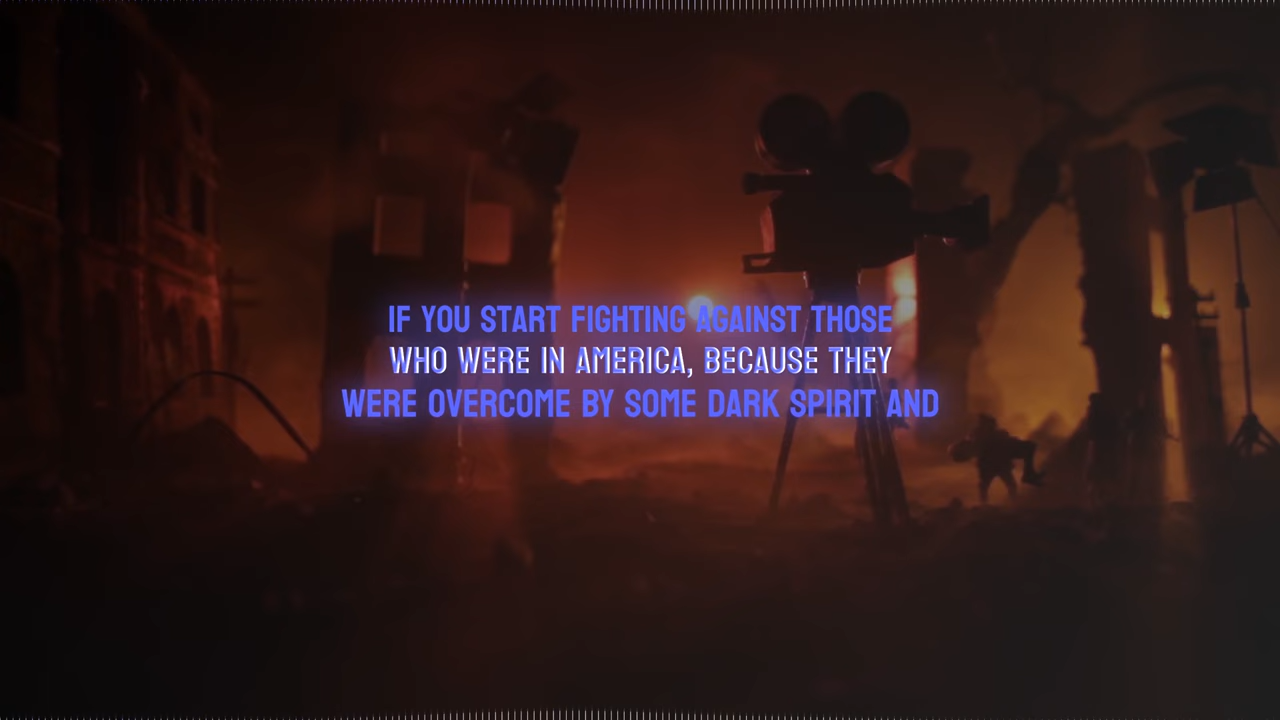 IF YOU START FIGHTING AGAINST THOSE
WHO WERE IN AMERICA, BECAUSE THEY
WERE OVERCOME BY SOME DARK SPIRIT AND